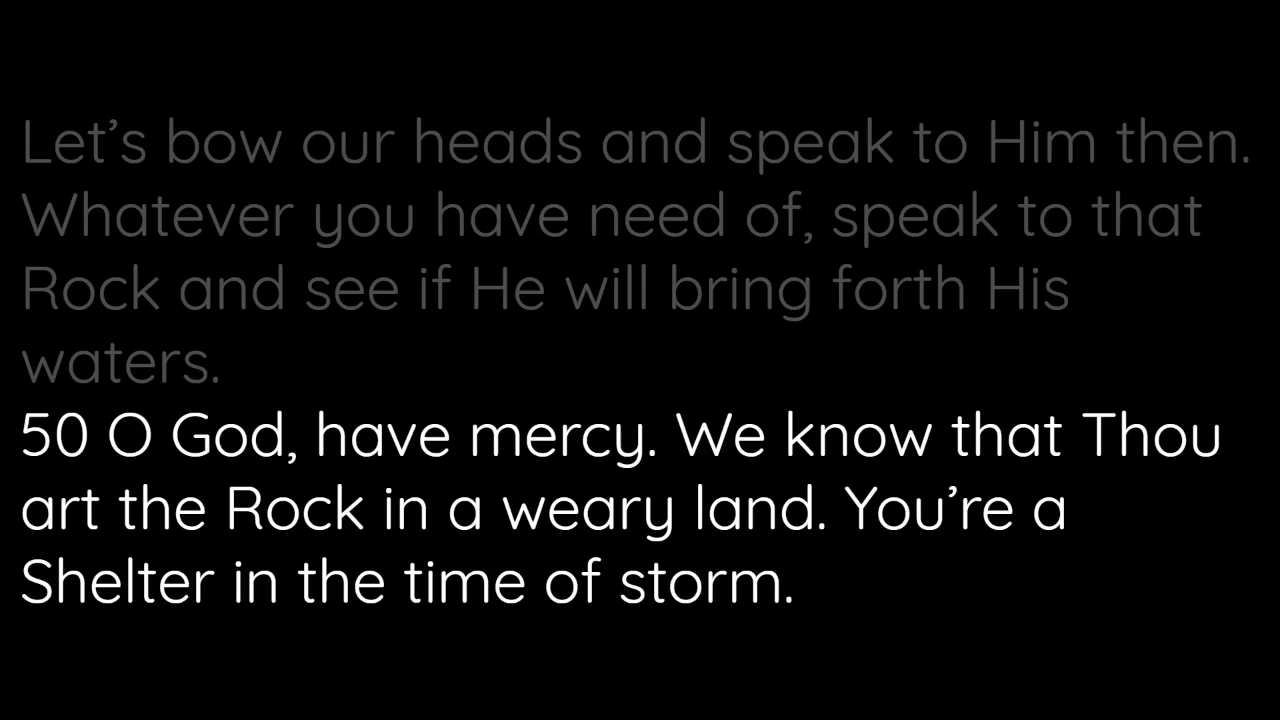 Let’s bow our heads and speak to Him then.
Whatever you have need of, speak to that
Rock and see if He will bring forth His
waters.
50 O God, have mercy. We know that Thou
art the Rock in a weary land. You’re a
Shelter in the time of storm.